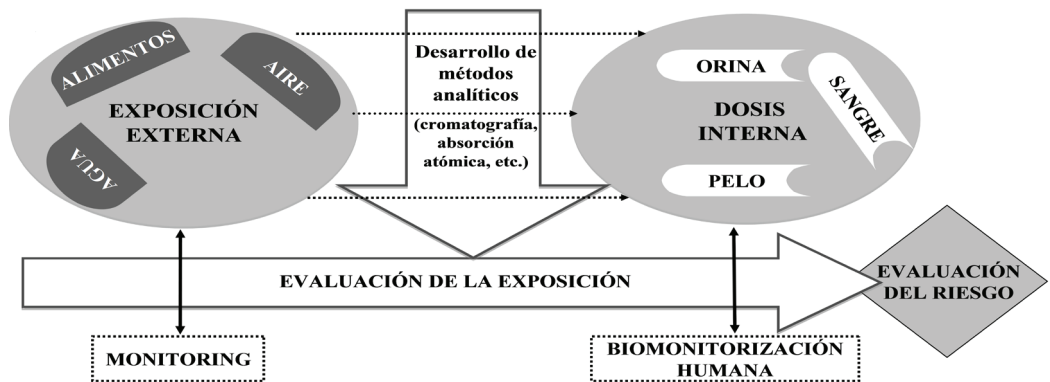 ALIMENTOS
AIRE
EXPOSICIÓN
EXTERNA
AGUA
Desarrollo de
métodos
analíticos
(cromatografía,
absorción
atómica, etc.)
ORINA
SANGRE
DOSIS
INTERNA
PELO
EVALUACIÓN DE LA EXPOSICIÓN
EVALUACIÓN
DEL RIESGO
MONITORING
BIOMONITORIZACIÓN
HUMANA